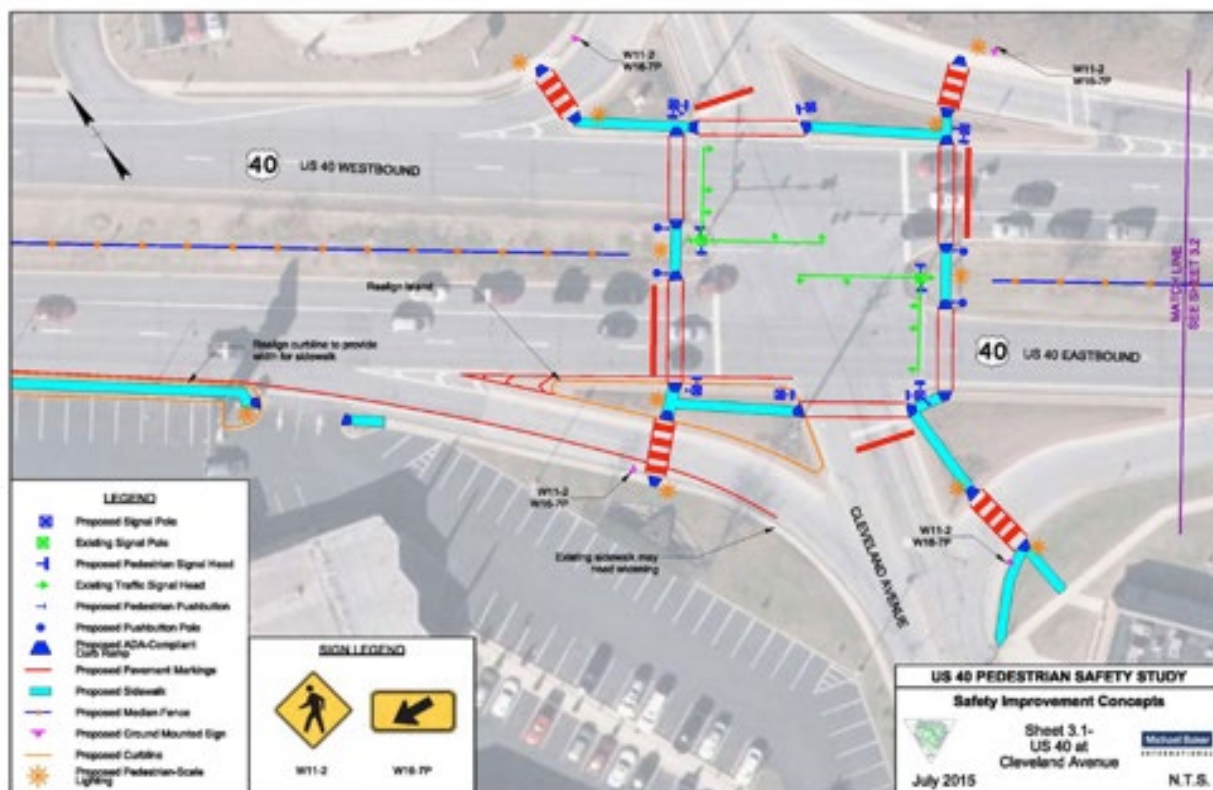 W11-2
W16-7P
W11-2
W16-7P
40 US 40 WESTBOUND
MATCH LINE
SEE SHEET 3.2
Realign Island
Realign curbline to provide
width for sidewalk
40 US 40 EASTBOUND
W11-2
W16-7P
W11-2
W16-7P
CLEVELAND AVENUE
Existing sidewalk may
need widening
LEGEND
Proposed Signal Pole
Existing Signal Pole
Proposed Pedestrian Signal Head
Existing Traffic Signal Head
Proposed Pedestrian Pushbutton
Proposed Pushbutton Pole
Proposed ADA-Compliant
Curb Ramp
Proposed Pavement Markings
Proposed Sidewalk
Proposed Median Fence
Proposed Ground Mounted Sign
Proposed Curbline
Proposed Pedestrian-Scale
Lighting
SIGN LEGEND
W11-2
W16-7P
US 40 PEDESTRIAN SAFETY STUDY
Safety Improvement Concepts
Sheet 3.1-
US 40 at
Cleveland Avenue
Michael Baker
INTERNATIONAL
July 2015
N.T.S.